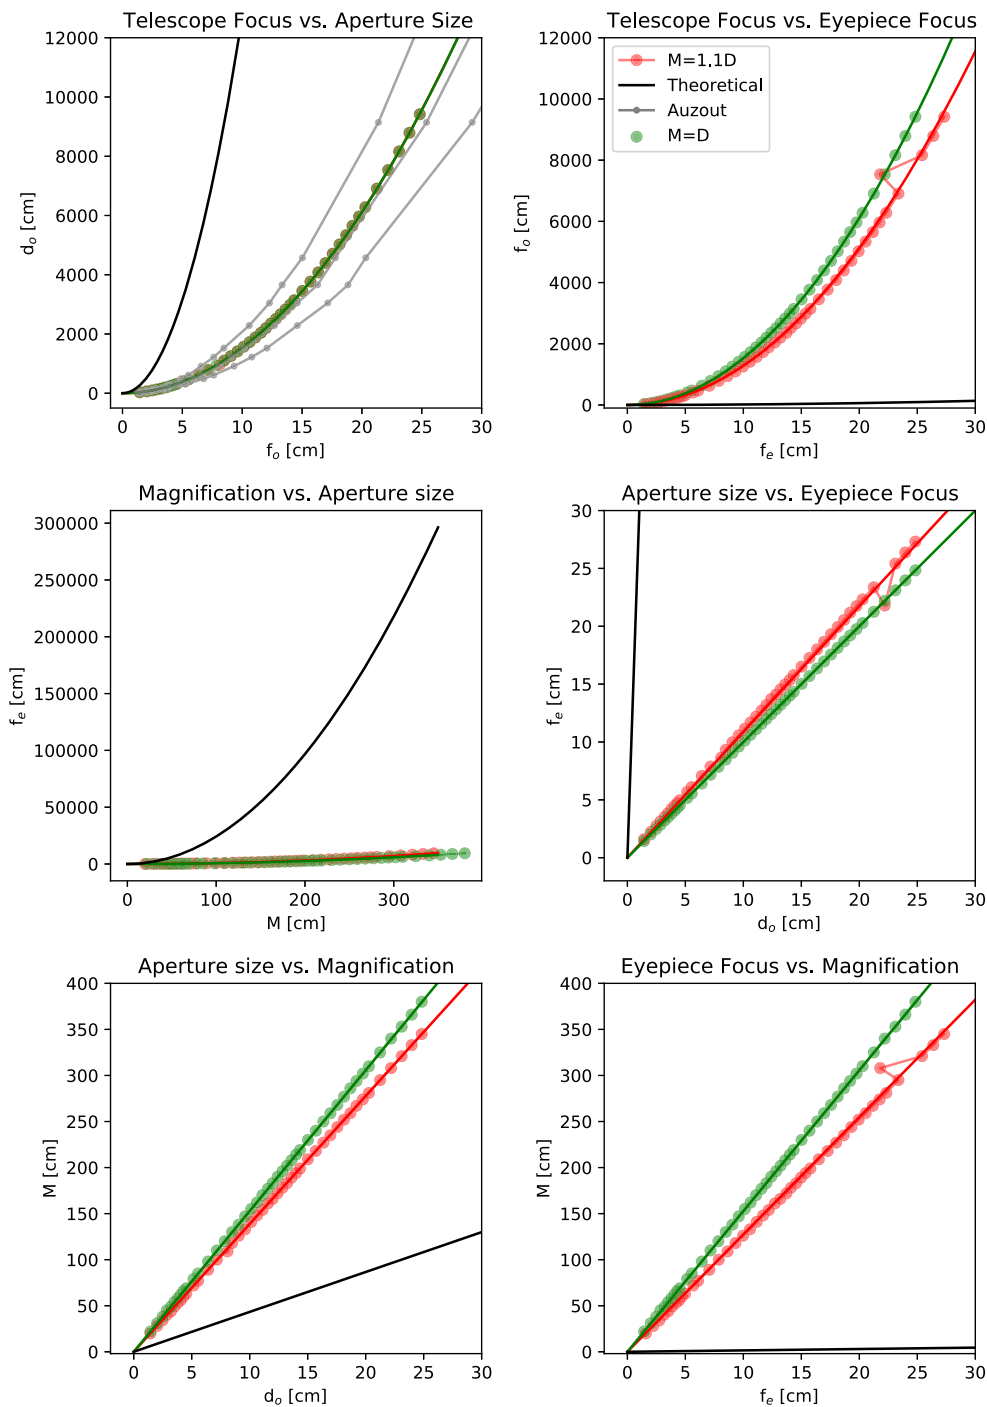 Telescope Focus vs. Aperture Size
12000
10000
8000
6000
4000
2000
0
d_o [cm]
0 5 10 15 20 25 30
f_o [cm]
Telescope Focus vs. Eyepiece Focus
12000
10000
8000
6000
4000
2000
0
f_o [cm]
M=1.1D
Theoretical
Auzout
M=D
0 5 10 15 20 25 30
f_e [cm]
Magnification vs. Aperture size
300000
250000
200000
150000
100000
50000
0
f_e [cm]
0 100 200 300
M [cm]
Aperture size vs. Eyepiece Focus
30
25
20
15
10
5
0
f_e [cm]
0 5 10 15 20 25 30
d_o [cm]
Aperture size vs. Magnification
400
350
300
250
200
150
100
50
0
M [cm]
0 5 10 15 20 25 30
d_o [cm]
Eyepiece Focus vs. Magnification
400
350
300
250
200
150
100
50
0
M [cm]
0 5 10 15 20 25 30
f_e [cm]